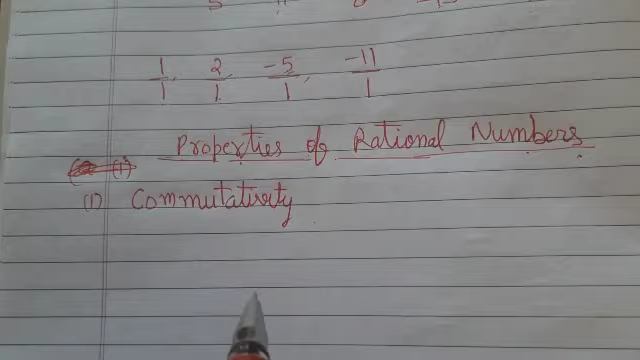 1/1, 2/1, -5/1, -11/1
Properties of Rational Numbers
(1) Commutativity